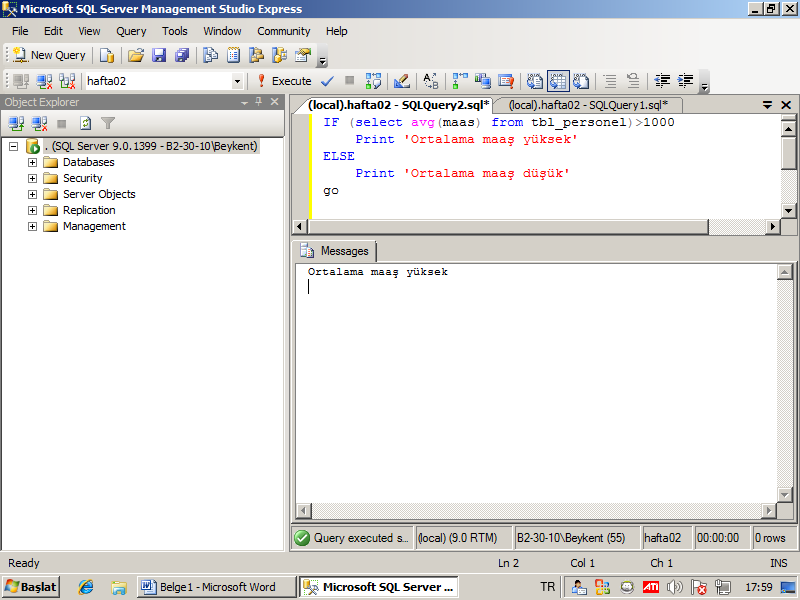 Microsoft SQL Server Management Studio Express
File Edit View Query Tools Window Community Help
New Query
hafta02 Execute
Object Explorer
. (SQL Server 9.0.1399 - B2-30-10\Beykent)
Databases
Security
Server Objects
Replication
Management
(local).hafta02 - SQLQuery2.sql* (local).hafta02 - SQLQuery1.sql*
IF (select avg(maas) from tbl_personel)>1000
Print 'Ortalama maaş yüksek'
ELSE
Print 'Ortalama maaş düşük'
go
Messages
Ortalama maaş yüksek
Query executed s... (local) (9.0 RTM) B2-30-10\Beykent (55) hafta02 00:00:00 0 rows
Ready Ln 2 Col 1 Ch 1 INS
Başlat Belge1 - Microsoft Word Microsoft SQL Server ... TR ATI 17:59